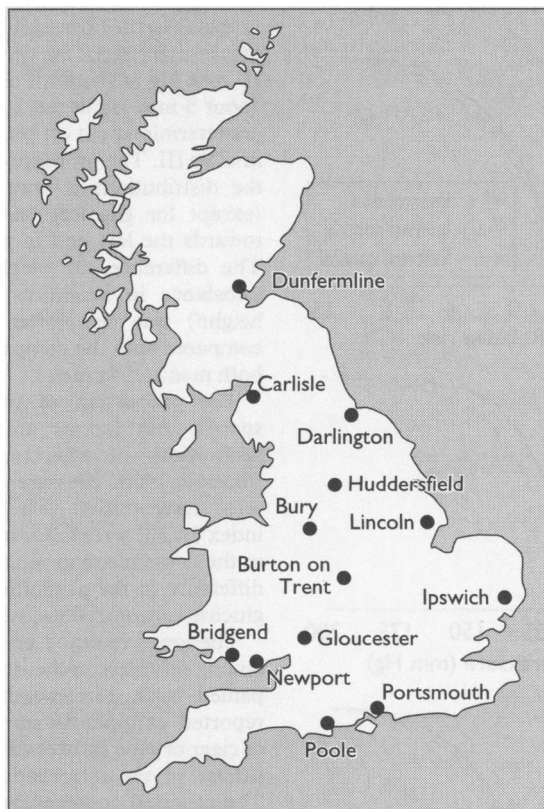 Dunfermline
Carlisle
Darlington
Huddersfield
Bury
Lincoln
Burton on
Trent
Ipswich
Bridgend
Gloucester
Newport
Portsmouth
Poole